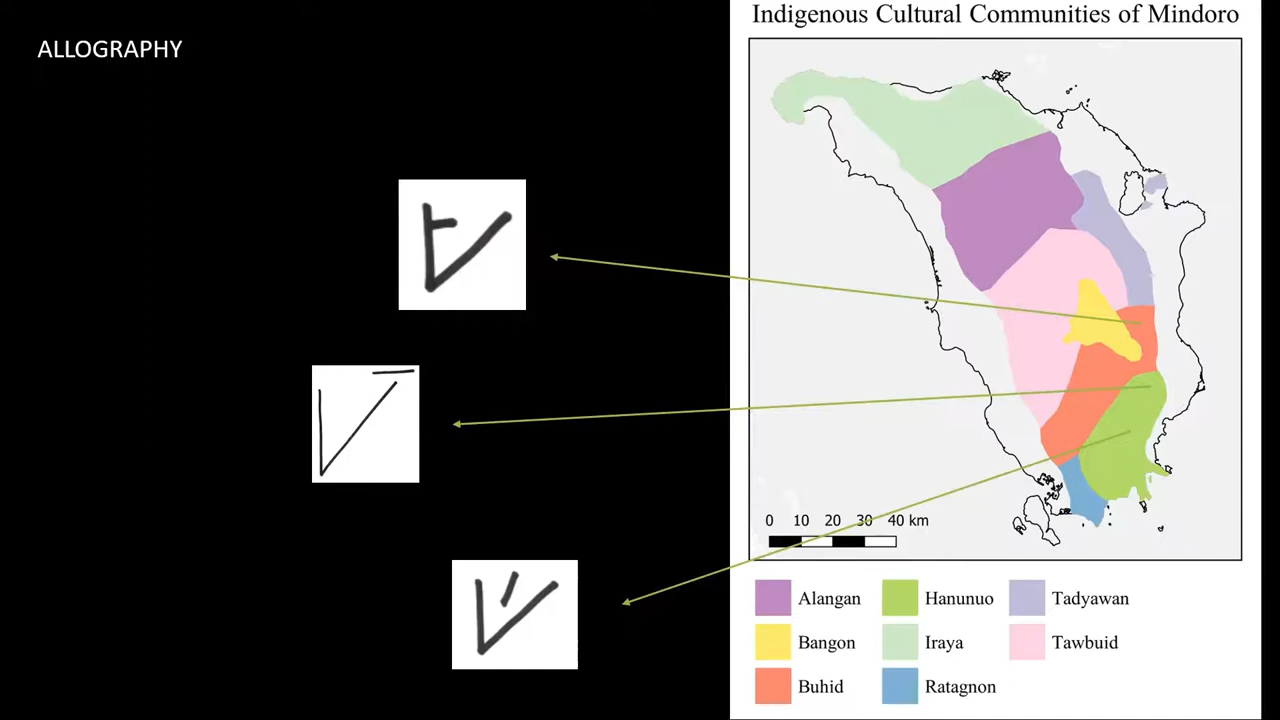 ALLOGRAPHY
Indigenous Cultural Communities of Mindoro
0 10 20 30 40 km
Alangan Hanunuo Tadyawan
Bangon Iraya Tawbuid
Buhid Ratagnon